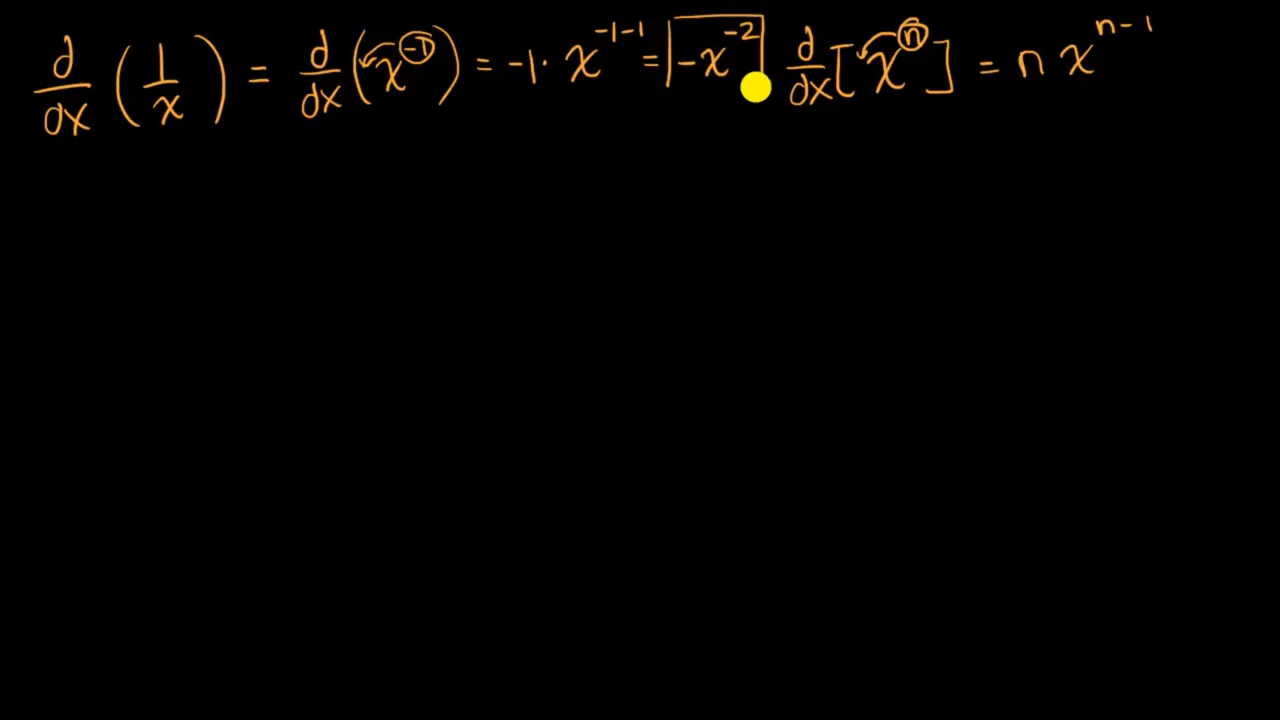 d/dx (1/x) = d/dx (x^-1) = -1 · x^-1-1 = -x^-2 d/dx [x^n] = n x^n-1